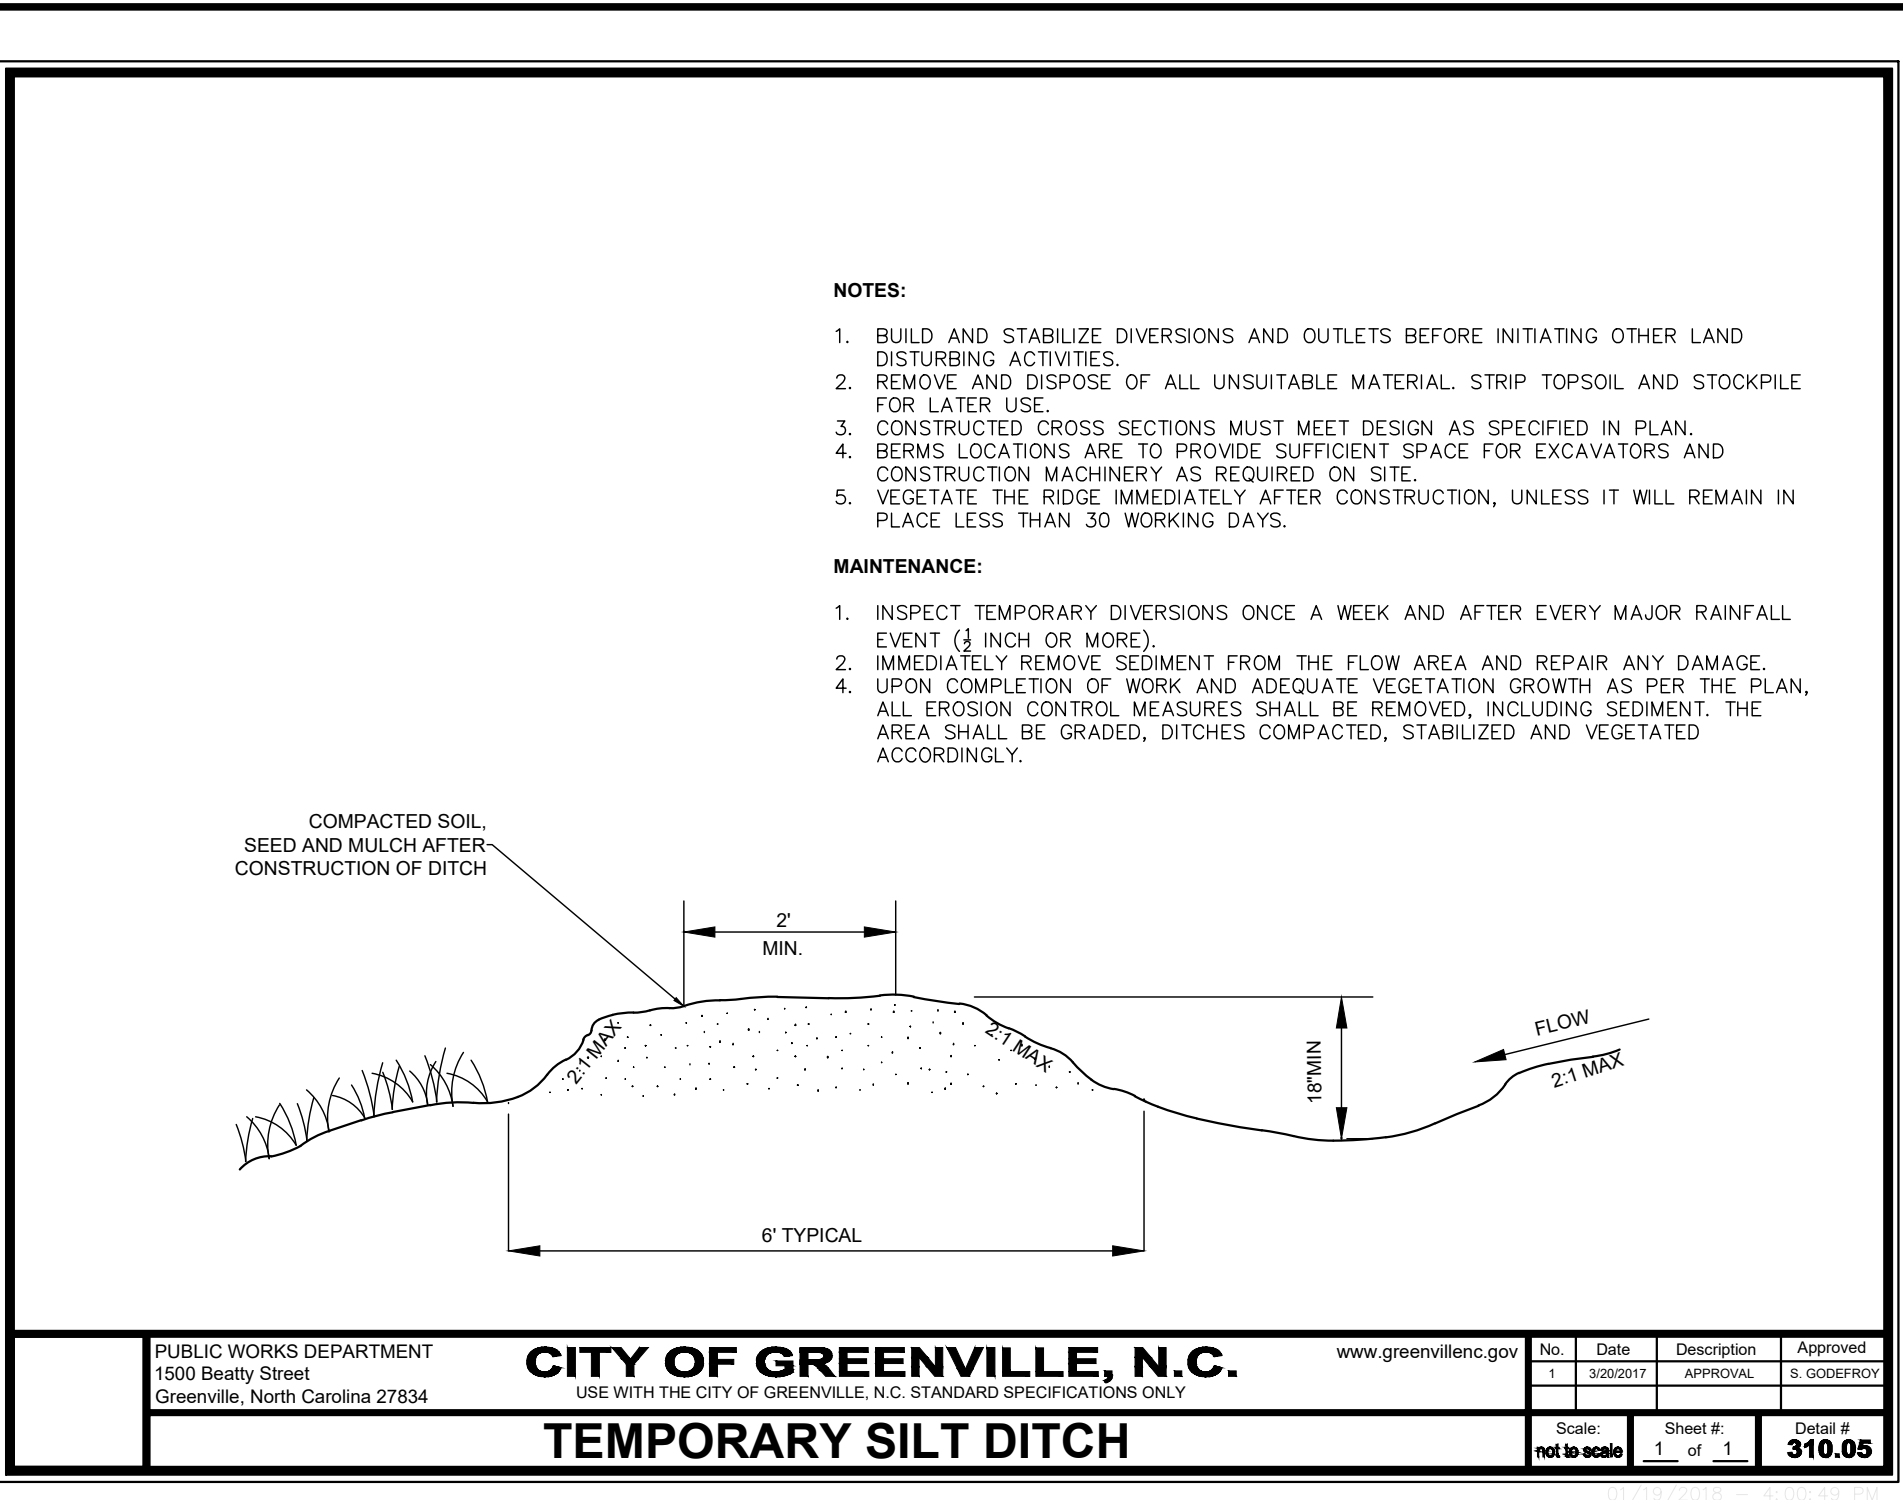 NOTES:
1. BUILD AND STABILIZE DIVERSIONS AND OUTLETS BEFORE INITIATING OTHER LAND
DISTURBING ACTIVITIES.
2. REMOVE AND DISPOSE OF ALL UNSUITABLE MATERIAL. STRIP TOPSOIL AND STOCKPILE
FOR LATER USE.
3. CONSTRUCTED CROSS SECTIONS MUST MEET DESIGN AS SPECIFIED IN PLAN.
4. BERMS LOCATIONS ARE TO PROVIDE SUFFICIENT SPACE FOR EXCAVATORS AND
CONSTRUCTION MACHINERY AS REQUIRED ON SITE.
5. VEGETATE THE RIDGE IMMEDIATELY AFTER CONSTRUCTION, UNLESS IT WILL REMAIN IN
PLACE LESS THAN 30 WORKING DAYS.
MAINTENANCE:
1. INSPECT TEMPORARY DIVERSIONS ONCE A WEEK AND AFTER EVERY MAJOR RAINFALL
EVENT (½ INCH OR MORE).
2. IMMEDIATELY REMOVE SEDIMENT FROM THE FLOW AREA AND REPAIR ANY DAMAGE.
4. UPON COMPLETION OF WORK AND ADEQUATE VEGETATION GROWTH AS PER THE PLAN,
ALL EROSION CONTROL MEASURES SHALL BE REMOVED, INCLUDING SEDIMENT. THE
AREA SHALL BE GRADED, DITCHES COMPACTED, STABILIZED AND VEGETATED
ACCORDINGLY.
COMPACTED SOIL,
SEED AND MULCH AFTER
CONSTRUCTION OF DITCH
2'
MIN.
2:1 MAX
2:1 MAX
18"MIN
FLOW
2:1 MAX
6' TYPICAL
PUBLIC WORKS DEPARTMENT
1500 Beatty Street
Greenville, North Carolina 27834
CITY OF GREENVILLE, N.C.
USE WITH THE CITY OF GREENVILLE, N.C. STANDARD SPECIFICATIONS ONLY
www.greenvillenc.gov
No. Date Description Approved
1 3/20/2017 APPROVAL S. GODEFROY
TEMPORARY SILT DITCH
Scale:
not to scale
Sheet #:
1 of 1
Detail #
310.05
01/19/2018 - 4:00:49 PM